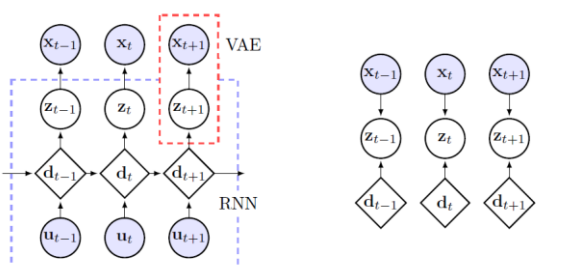 x_{t−1} x_t x_{t+1} VAE
z_{t−1} z_t z_{t+1}
d_{t−1} d_t d_{t+1}
RNN
u_{t−1} u_t u_{t+1}
x_{t−1} x_t x_{t+1}
z_{t−1} z_t z_{t+1}
d_{t−1} d_t d_{t+1}